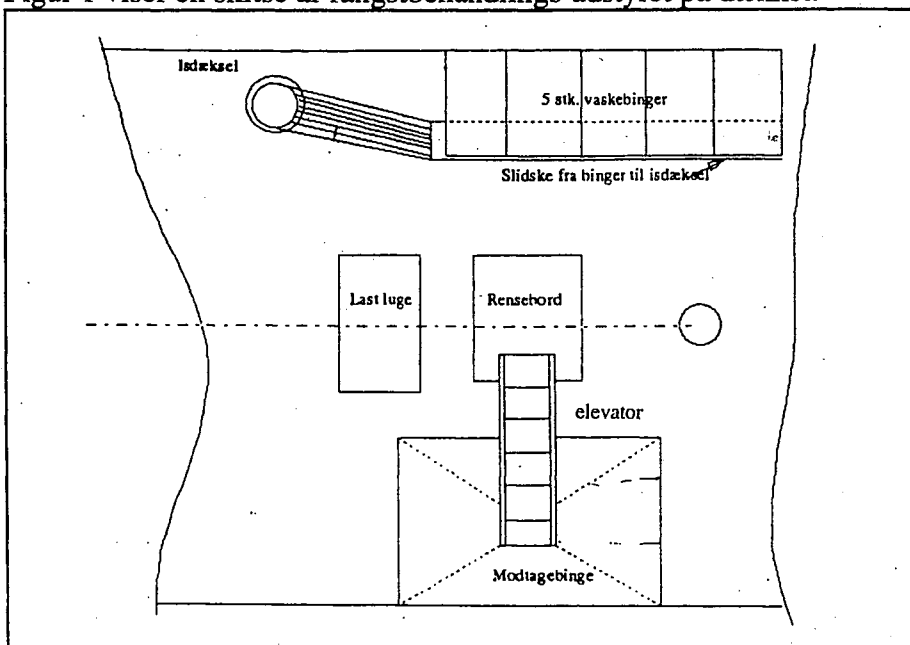 Isdæksel
5 stk. vaskebinger
Slidske fra binger til isdæksel
Last luge
Rensebord
elevator
Modtagebinge